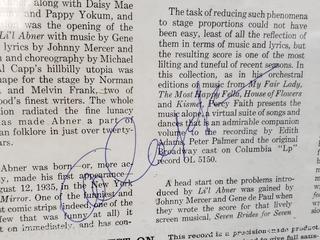 along with Daisy Mae
and Pappy Yokum, and
was the opening of the
Li'l Abner with music by Gene
lyrics by Johnny Mercer and
and choreography by Michael
Al Capp's hillbilly utopia was
shape for the stage by Norman
and Melvin Frank, two of
wood's finest writers. The whole
ion radiated the fine lunacy
has made Abner a part of
an folklore in just over twenty-
ars.
Abner was born—or, more ac-
y, made his first appearance—
ugust 12, 1935, in the New York
Mirror. One of the funniest and
t comic strips (indeed, one of the
few that was funny at all) it
ht on immediately, and has con-
The task of reducing such phenomena
to stage proportions could not have
been easy, least of all the reflection of
them in terms of music and lyrics, but
the resulting score is one of the most
lilting and tuneful of recent seasons. In
this collection, as in his orchestral
editions of music from My Fair Lady,
The Most Happy Fella, House of Flowers
and Kismet, Percy Faith presents the
music alone, a virtual suite of songs and
dances that is an admirable companion
volume to the recording by Edith
Adams, Peter Palmer and the original
Broadway cast on Columbia "Lp"
record OL 5150.
A head start on the problems intro-
duced by Li'l Abner was gained by
Johnny Mercer and Gene de Paul when
they wrote the score for that lively
screen musical, Seven Brides for Seven
This record is a